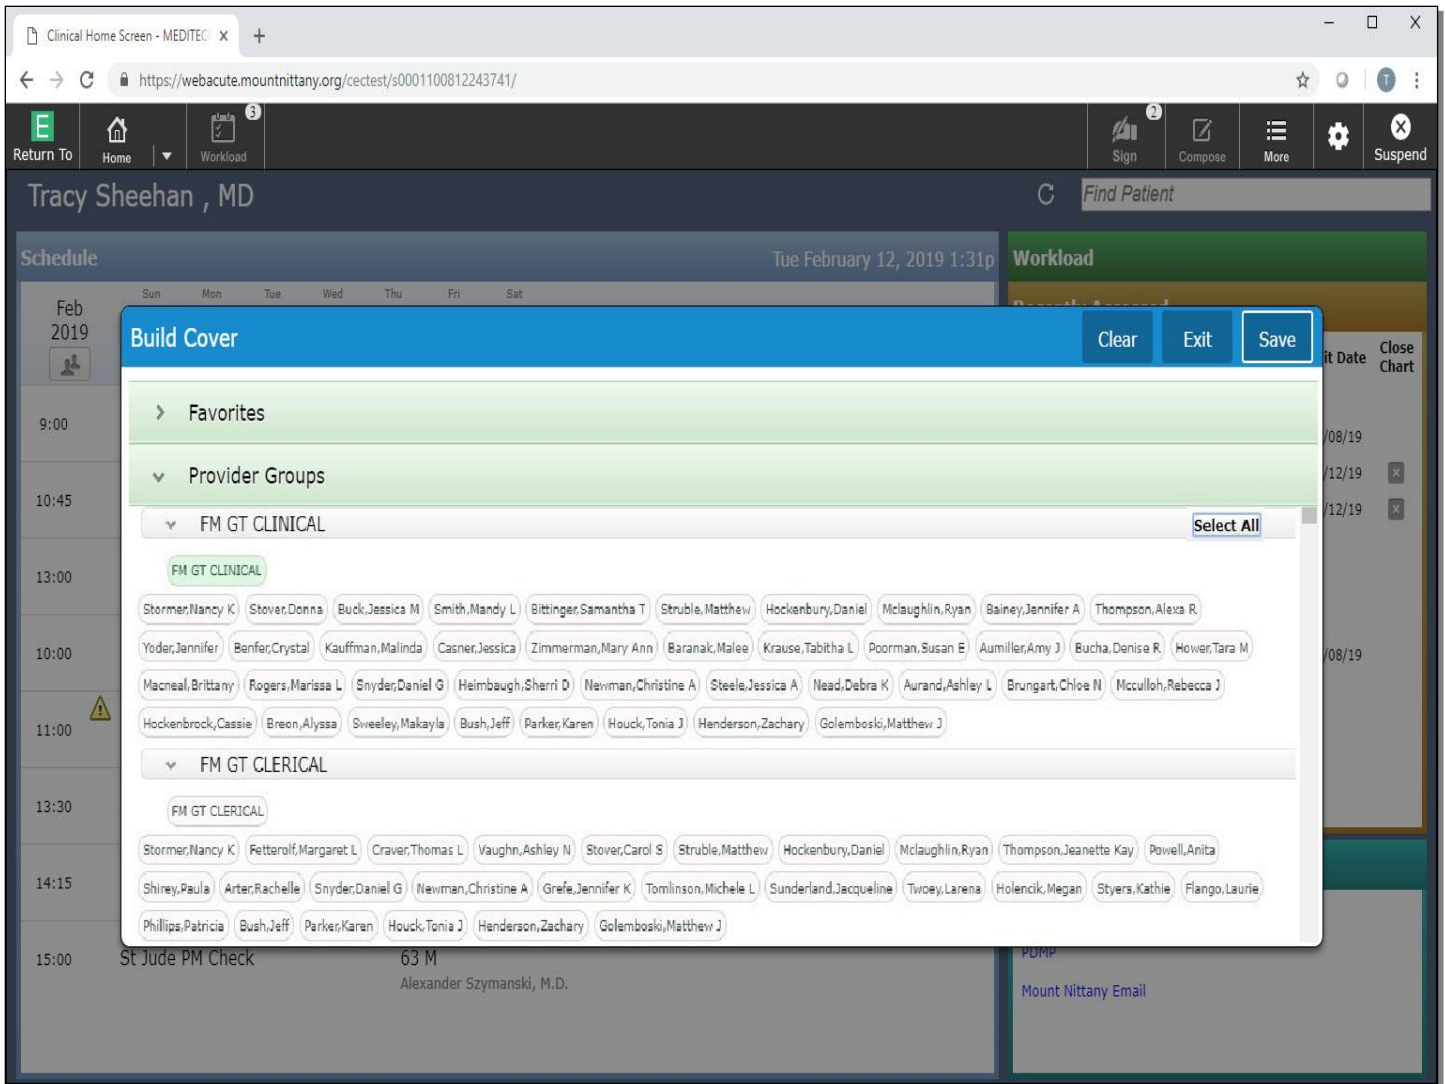 Clinical Home Screen - MEDITEC X +
https://webacute.mountnittany.org/cectest/s0001100812243741/
T
E 3 2
Return To Home Workload Sign Compose More Suspend
Tracy Sheehan , MD Find Patient
Schedule Tue February 12, 2019 1:31p Workload
Sun Mon Tue Wed Thu Fri Sat
Feb
2019
Recently Accessed
Build Cover Clear Exit Save
it Date Close
Chart
Favorites
9:00 /08/19
Provider Groups /12/19
10:45 /12/19
FM GT CLINICAL Select All
FM GT CLINICAL
13:00
Stormer,Nancy K Stover,Donna Buck,Jessica M Smith,Mandy L Bittinger,Samantha T Struble,Matthew Hockenbury,Daniel Mclaughlin,Ryan Bainey,Jennifer A Thompson,Alexa R
10:00 Yoder,Jennifer Benfer,Crystal Kauffman,Malinda Casner,Jessica Zimmerman,Mary Ann Baranak,Malee Krause,Tabitha L Poorman,Susan E Aumiller,Amy J Bucha,Denise R Hower,Tara M /08/19
Macneal,Brittany Rogers,Marissa L Snyder,Daniel G Heimbaugh,Sherri D Newman,Christine A Steele,Jessica A Nead,Debra K Aurand,Ashley L Brungart,Chloe N Mcculloh,Rebecca J
11:00 Hockenbrock,Cassie Breon,Alyssa Sweeley,Makayla Bush,Jeff Parker,Karen Houck,Tonia J Henderson,Zachary Golemboski,Matthew J
FM GT CLERICAL
13:30 FM GT CLERICAL
Stormer,Nancy K Fetterolf,Margaret L Craver,Thomas L Vaughn,Ashley N Stover,Carol S Struble,Matthew Hockenbury,Daniel Mclaughlin,Ryan Thompson,Jeanette Kay Powell,Anita
14:15 Shirey,Paula Arter,Rachelle Snyder,Daniel G Newman,Christine A Grefe,Jennifer K Tomlinson,Michele L Sunderland,Jacqueline Twoey,Larena Holencik,Megan Styers,Kathie Flango,Laurie
Phillips,Patricia Bush,Jeff Parker,Karen Houck,Tonia J Henderson,Zachary Golemboski,Matthew J
15:00 St Jude PM Check 63 M PDMP
Alexander Szymanski, M.D.
Mount Nittany Email